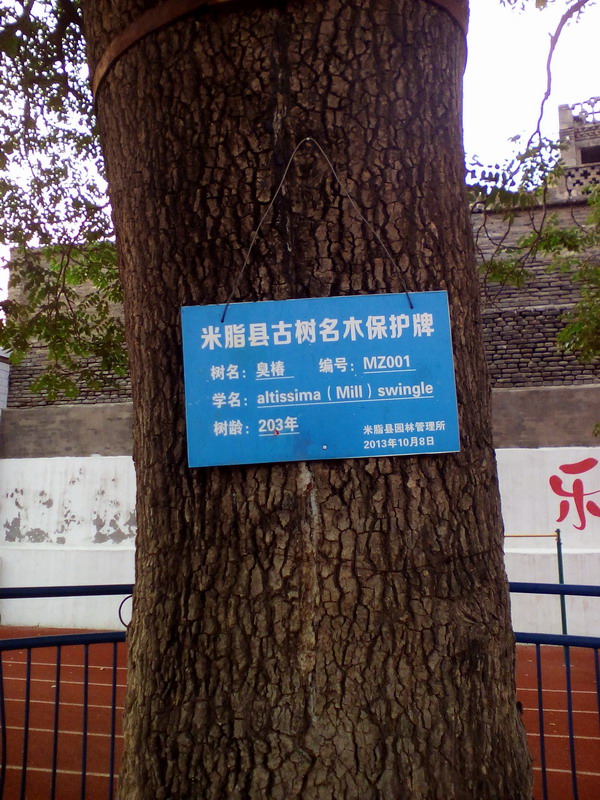 米脂县古树名木保护牌
树名：臭椿 编号：MZ001
学名：altissima（Mill）swingle
树龄：203年
米脂县园林管理所
2013年10月8日
乐